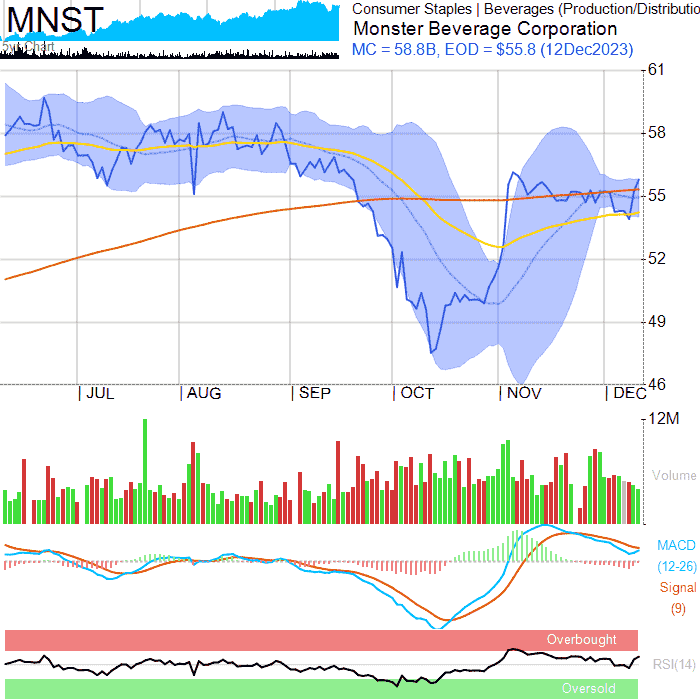 MNST
5yr Chart
Consumer Staples | Beverages (Production/Distributio
Monster Beverage Corporation
MC = 58.8B, EOD = $55.8 (12Dec2023)
61
58
55
52
49
46
| JUL | AUG | SEP | OCT | NOV | DEC
12M
Volume
MACD
(12-26)
Signal
(9)
Overbought
RSI(14)
Oversold